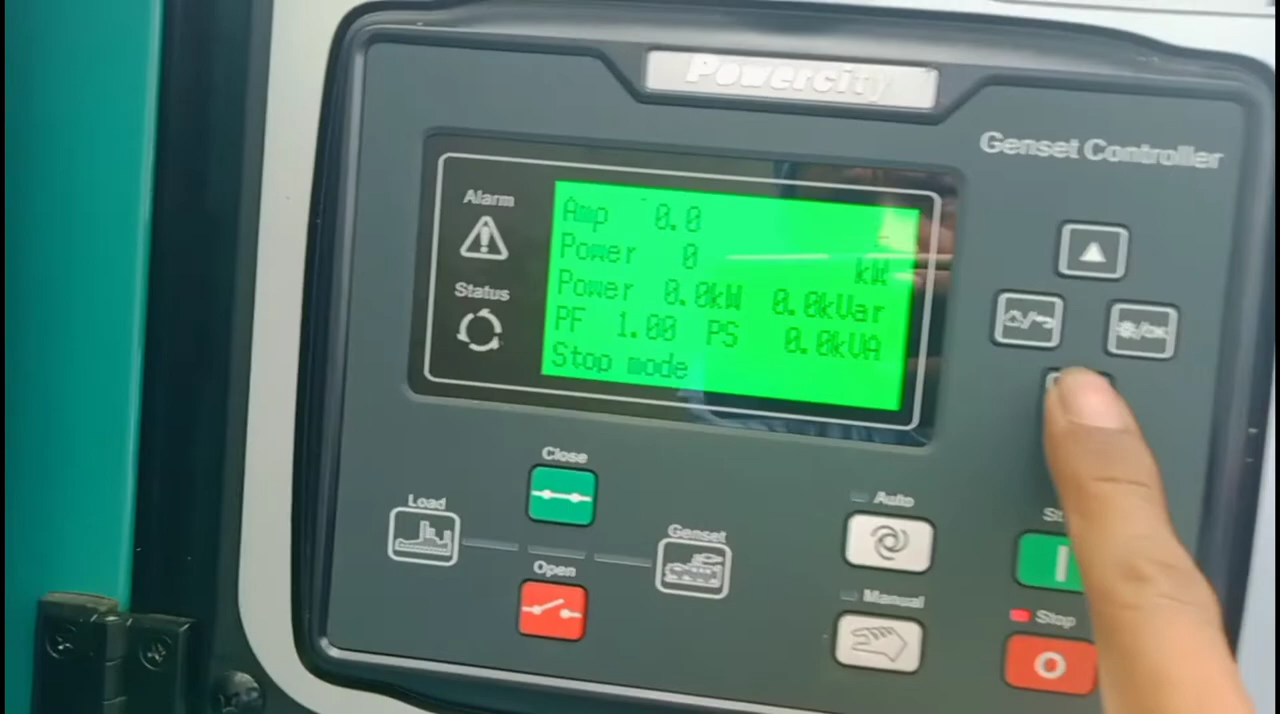 Powercity
Genset Controller
Alarm
Status
Amp 0.0
Power 0 kW
Power 0.0kW 0.0kVar
PF 1.00 PS 0.0kVA
Stop mode
Close
Load
Genset
Open
Auto
Manual
Stop